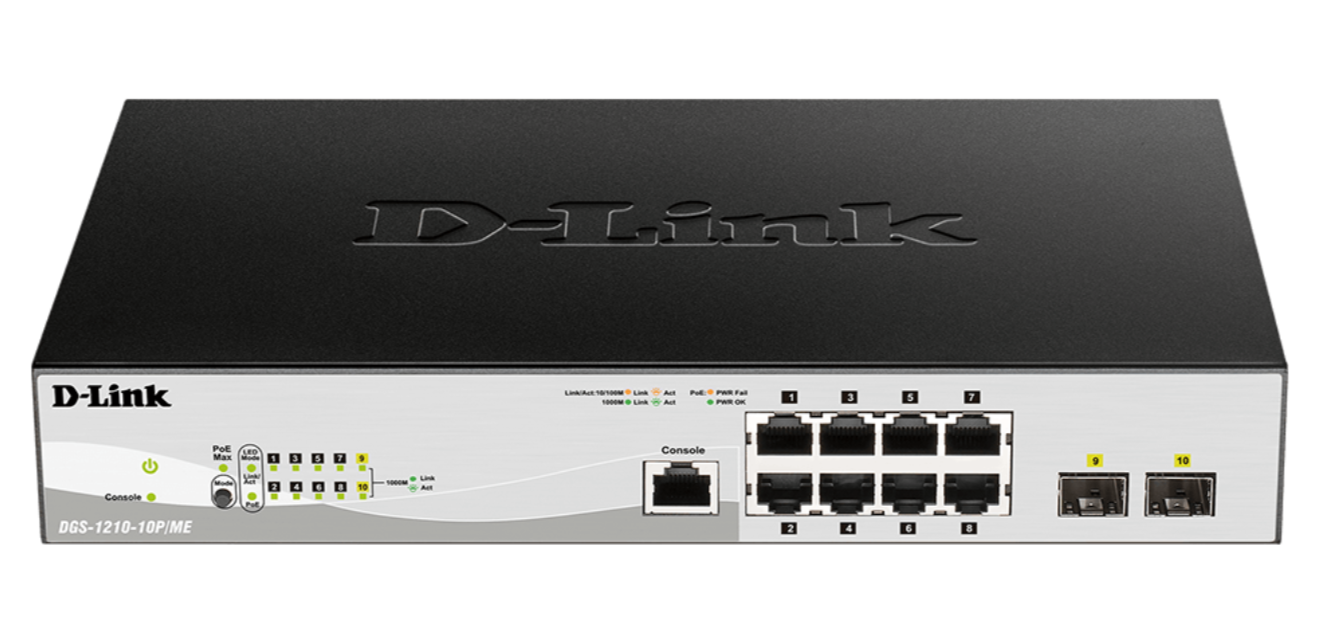 D-Link
D-Link
Link/Act:10/100M Link Act PoE: PWR Fail
1000M Link Act PWR OK
1 3 5 7
PoE Max
LED Mode
1 3 5 7 9
Console
9 10
Mode
Link/Act
2 4 6 8 10
1000M Link
Act
Console
PoE
DGS-1210-10P/ME
2 4 6 8